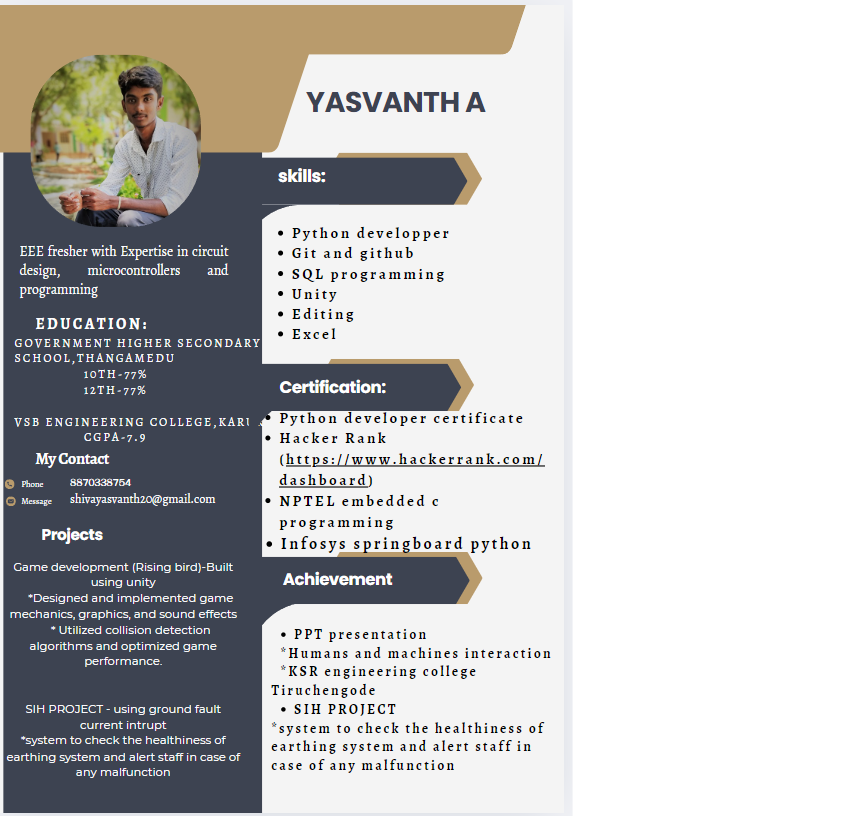 YASVANTH A
EEE fresher with Expertise in circuit
design, microcontrollers and
programming
EDUCATION:
GOVERNMENT HIGHER SECONDARY
SCHOOL,THANGAMEDU
10TH-77%
12TH-77%
VSB ENGINEERING COLLEGE,
CGPA-7.9
My Contact
Phone 8870338754
Message shivayasvanth20@gmail.com
Projects
Game development (Rising bird)-Built
using unity
*Designed and implemented game
mechanics, graphics, and sound effects
* Utilized collision detection
algorithms and optimized game
performance.
SIH PROJECT - using ground fault
current intrupt
*system to check the healthiness of
earthing system and alert staff in case of
any malfunction
skills:
• Python developper
• Git and github
• SQL programming
• Unity
• Editing
• Excel
Certification:
• Python developer certificate
• Hacker Rank
(https://www.hackerrank.com/
dashboard)
• NPTEL embedded c
programming
• Infosys springboard python
Achievement
• PPT presentation
*Humans and machines interaction
*KSR engineering college
Tiruchengode
• SIH PROJECT
*system to check the healthiness of
earthing system and alert staff in
case of any malfunction